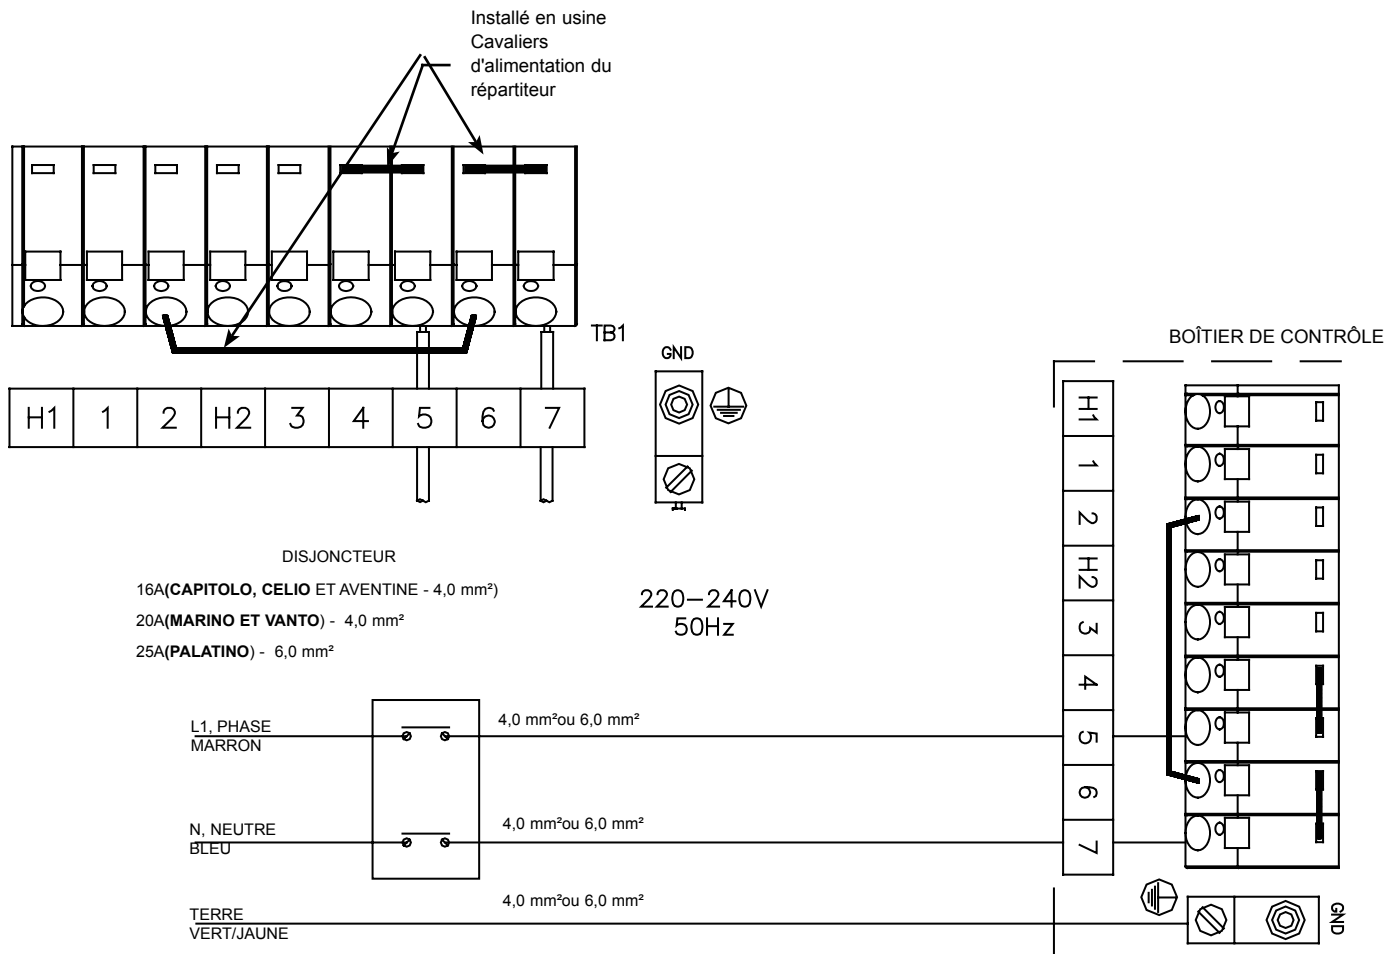 Installé en usine
Cavaliers
d'alimentation du
répartiteur
TB1
H1 1 2 H2 3 4 5 6 7
GND
BOÎTIER DE CONTRÔLE
H1
1
2
H2
3
4
5
6
7
DISJONCTEUR
16A(CAPITOLO, CELIO ET AVENTINE - 4,0 mm²)
20A(MARINO ET VANTO) - 4,0 mm²
25A(PALATINO) - 6,0 mm²
220-240V
50Hz
L1, PHASE
MARRON
4,0 mm²ou 6,0 mm²
N, NEUTRE
BLEU
4,0 mm²ou 6,0 mm²
TERRE
VERT/JAUNE
4,0 mm²ou 6,0 mm²
GND